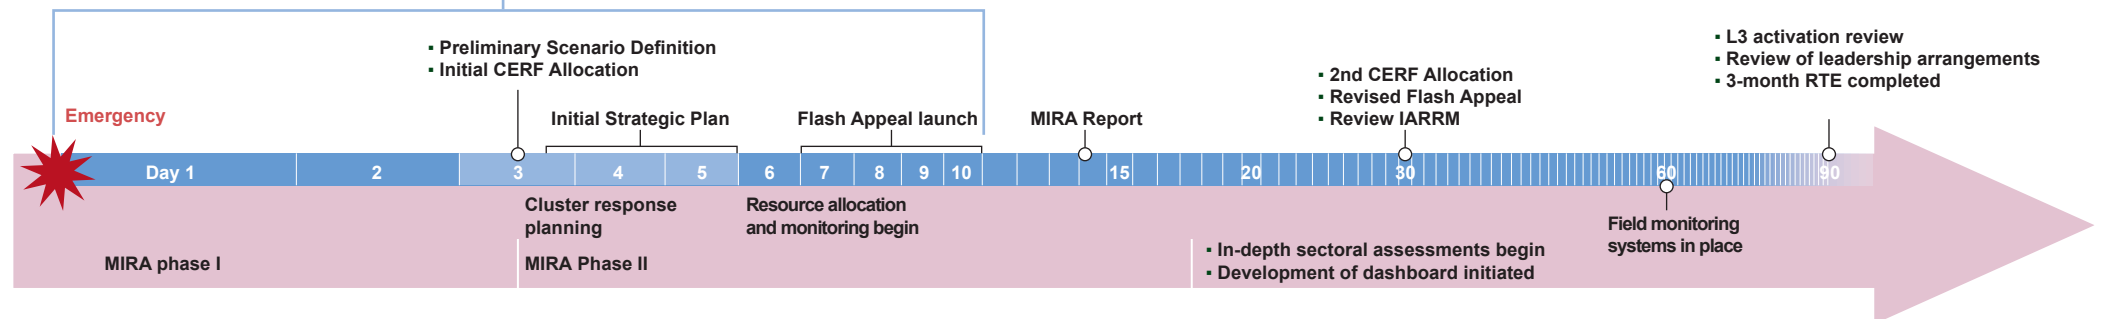 ▪ Preliminary Scenario Definition
▪ Initial CERF Allocation
▪ L3 activation review
▪ Review of leadership arrangements
▪ 3-month RTE completed
▪ 2nd CERF Allocation
▪ Revised Flash Appeal
▪ Review IARRM
Emergency
Initial Strategic Plan
Flash Appeal launch
MIRA Report
Day 1 2 3 4 5 6 7 8 9 10 15 20 30 60 90
Cluster response
planning
Resource allocation
and monitoring begin
Field monitoring
systems in place
MIRA phase I
MIRA Phase II
▪ In-depth sectoral assessments begin
▪ Development of dashboard initiated